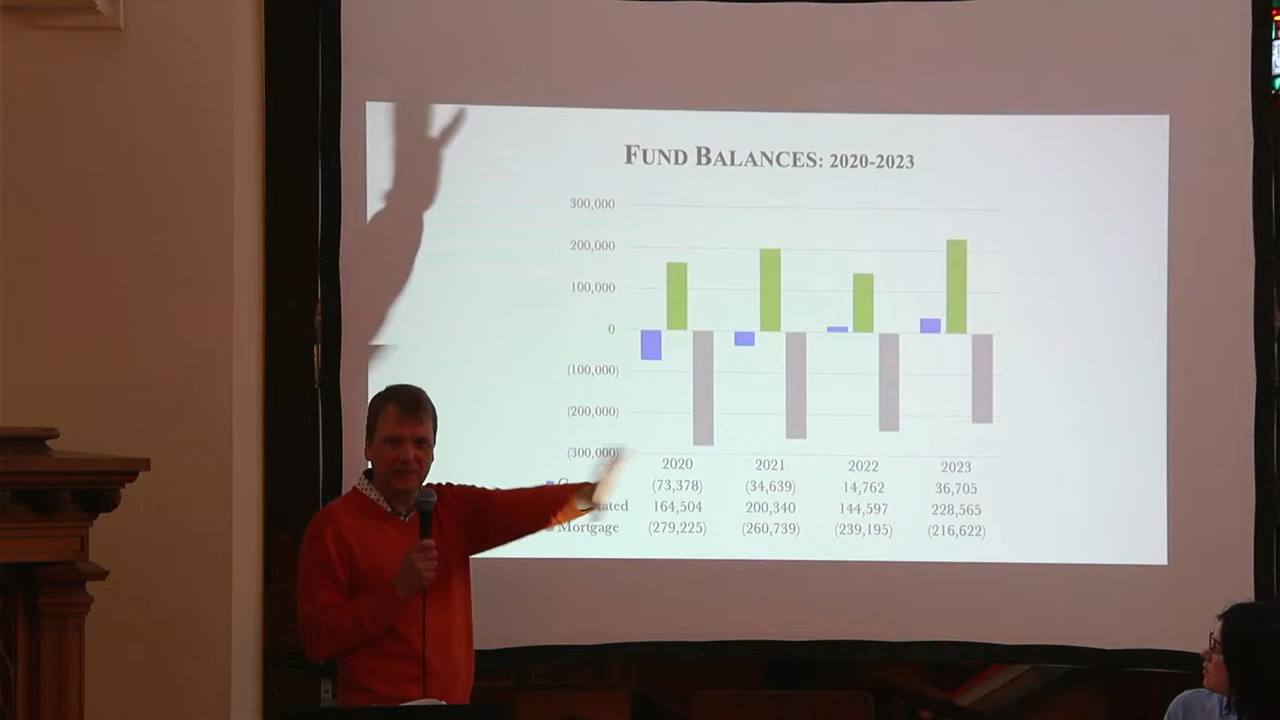 FUND BALANCES: 2020-2023
300,000
200,000
100,000
0
(100,000)
(200,000)
(300,000)
2020 2021 2022 2023
(73,378) (34,639) 14,762 36,705
164,504 200,340 144,597 228,565
Mortgage (279,225) (260,739) (239,195) (216,622)